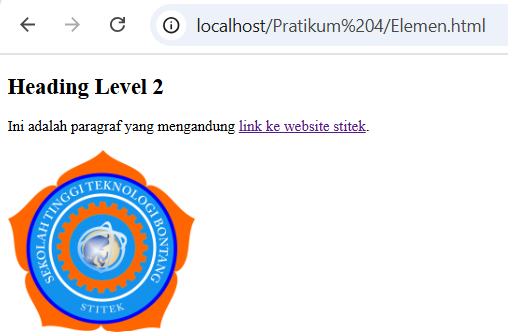 localhost/Pratikum%204/Elemen.html
Heading Level 2
Ini adalah paragraf yang mengandung link ke website stitek.
SEKOLAH TINGGI TEKNOLOGI BONTANG
STITEK